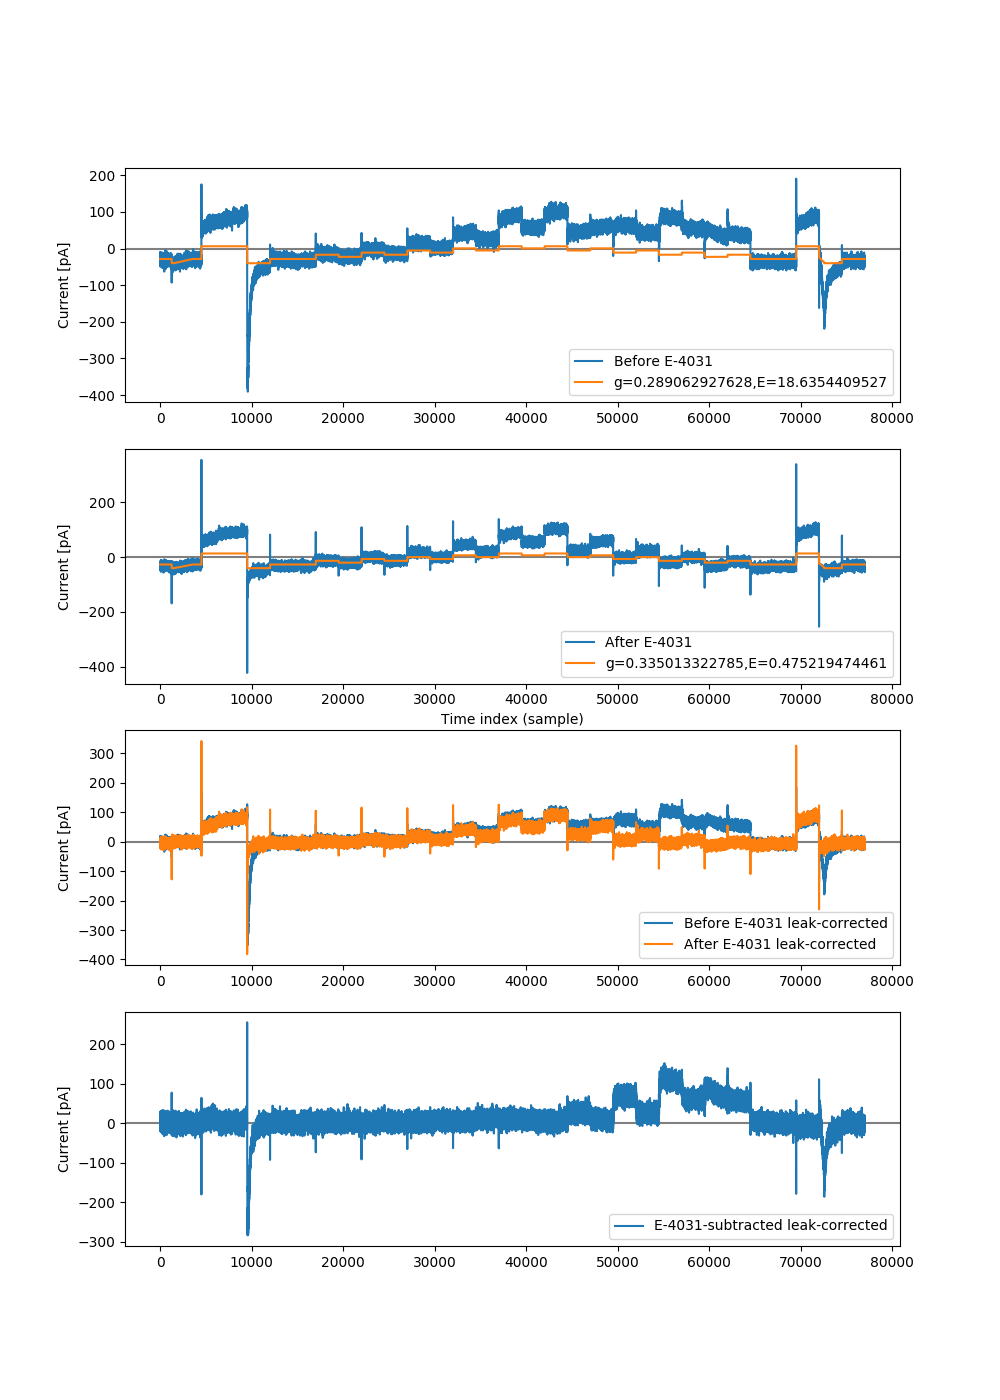 200
100
0
−100
−200
−300
−400
Current [pA]
Before E-4031
g=0.289062927628,E=18.6354409527
0 10000 20000 30000 40000 50000 60000 70000 80000
200
0
−200
−400
Current [pA]
After E-4031
g=0.335013322785,E=0.475219474461
0 10000 20000 30000 40000 50000 60000 70000 80000
Time index (sample)
300
200
100
0
−100
−200
−300
−400
Current [pA]
Before E-4031 leak-corrected
After E-4031 leak-corrected
0 10000 20000 30000 40000 50000 60000 70000 80000
200
100
0
−100
−200
−300
Current [pA]
E-4031-subtracted leak-corrected
0 10000 20000 30000 40000 50000 60000 70000 80000